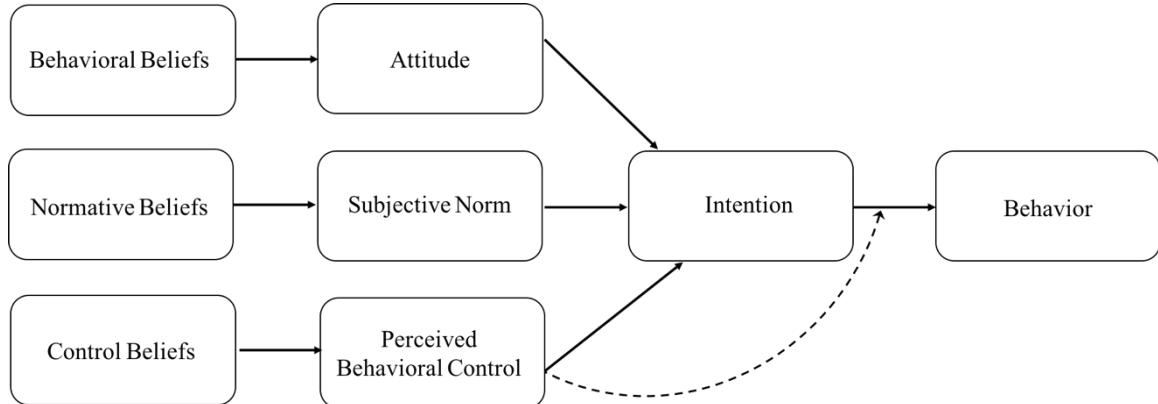 Behavioral Beliefs
Attitude
Normative Beliefs
Subjective Norm
Intention
Behavior
Control Beliefs
Perceived
Behavioral Control